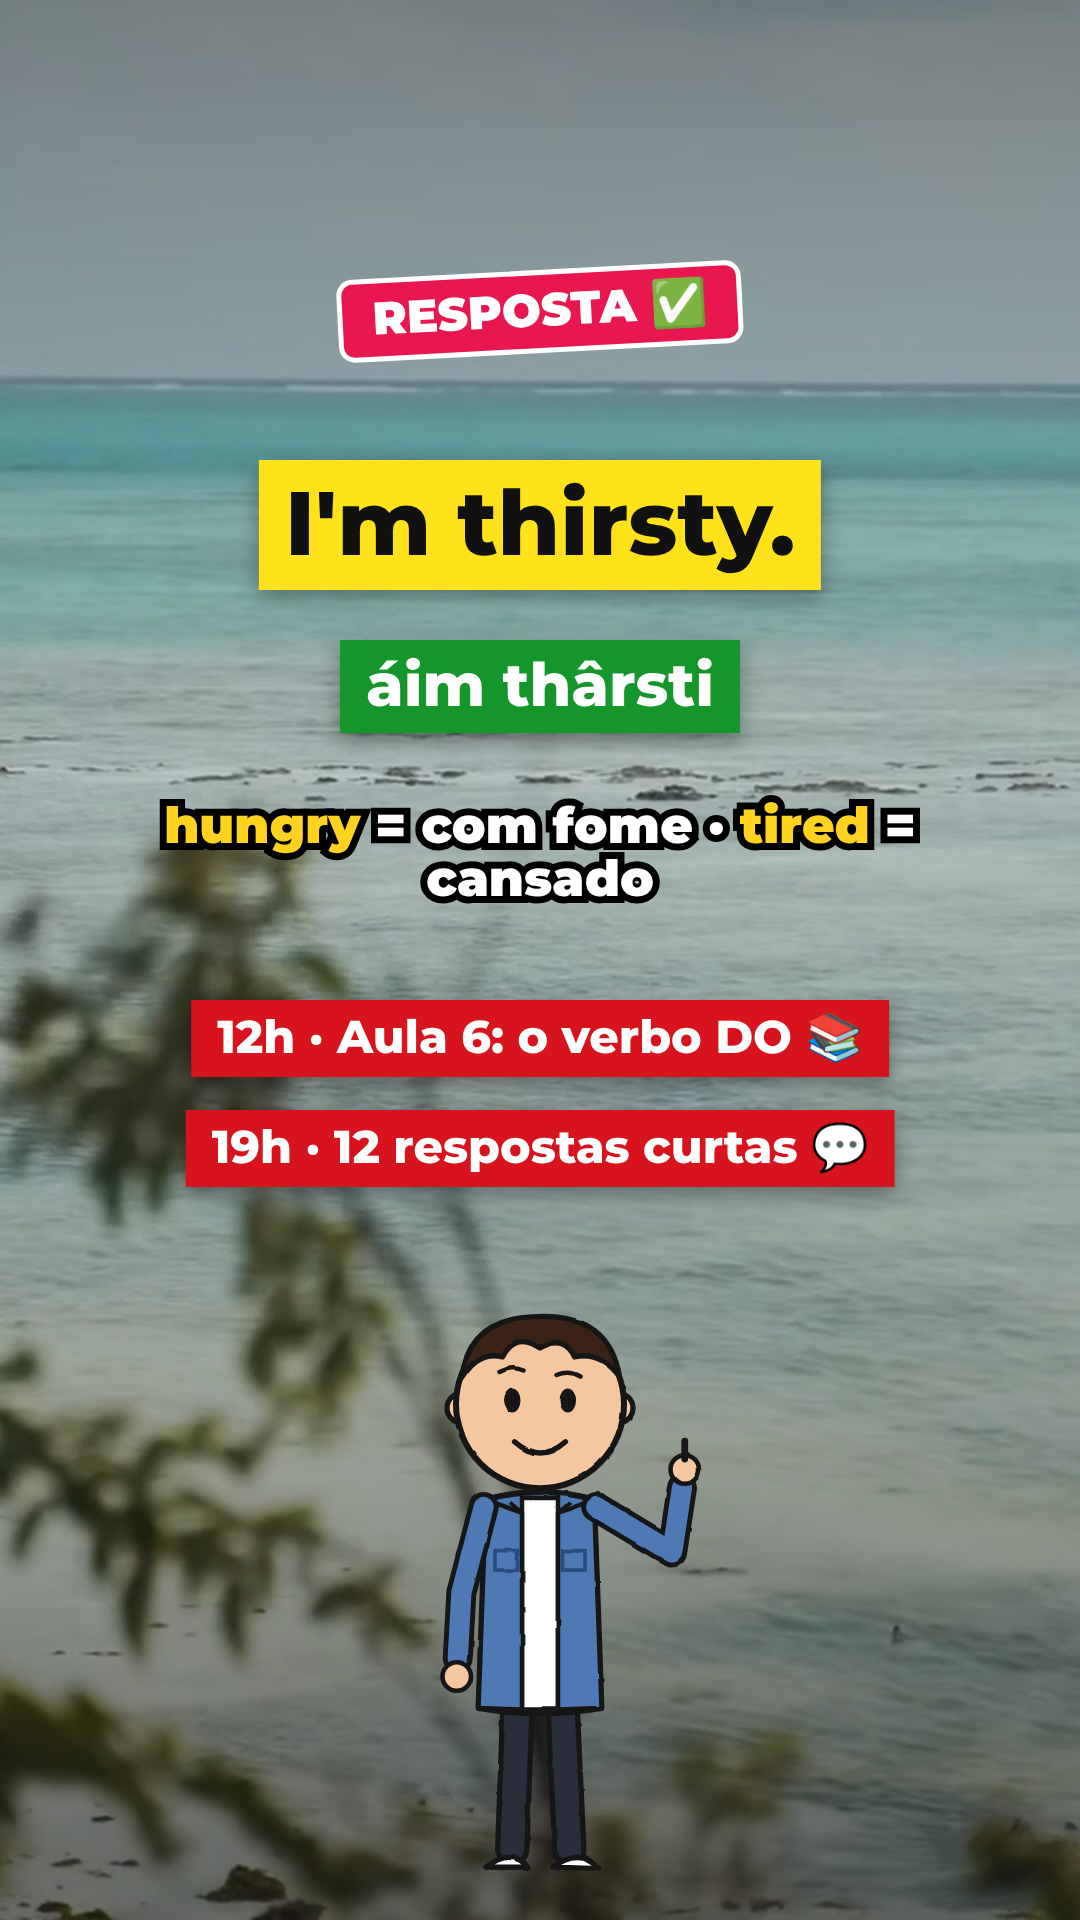 RESPOSTA ✅
I'm thirsty.
áim thârsti
hungry = com fome • tired =
cansado
12h • Aula 6: o verbo DO 📚
19h • 12 respostas curtas 💬